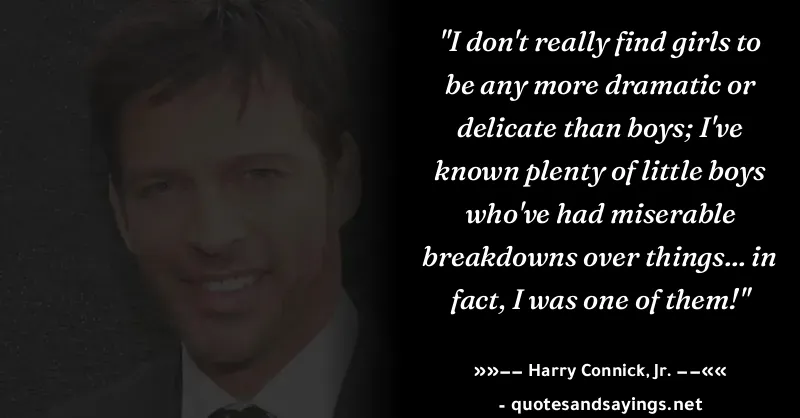 "I don't really find girls to
be any more dramatic or
delicate than boys; I've
known plenty of little boys
who've had miserable
breakdowns over things... in
fact, I was one of them!"
»»–– Harry Connick, Jr. ––««
- quotesandsayings.net